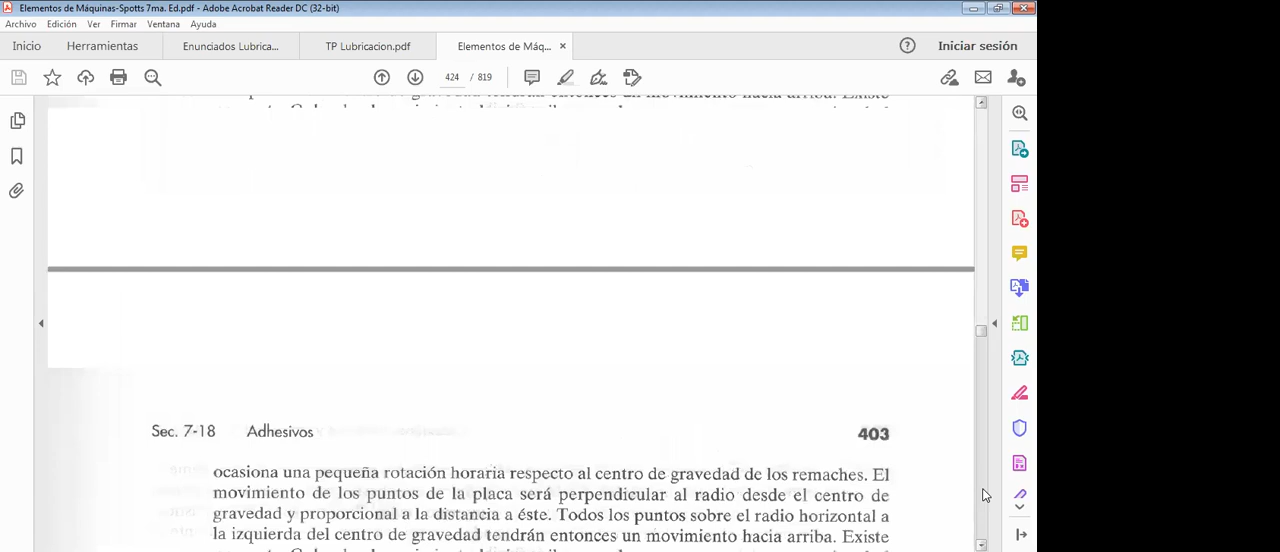 Elementos de Máquinas-Spotts 7ma. Ed.pdf - Adobe Acrobat Reader DC (32-bit)
Archivo Edición Ver Firmar Ventana Ayuda
Inicio Herramientas Enunciados Lubrica... TP Lubricacion.pdf Elementos de Máq... × Iniciar sesión
424 / 819
Sec. 7-18 Adhesivos 403
ocasiona una pequeña rotación horaria respecto al centro de gravedad de los remaches. El
movimiento de los puntos de la placa será perpendicular al radio desde el centro de
gravedad y proporcional a la distancia a éste. Todos los puntos sobre el radio horizontal a
la izquierda del centro de gravedad tendrán entonces un movimiento hacia arriba. Existe